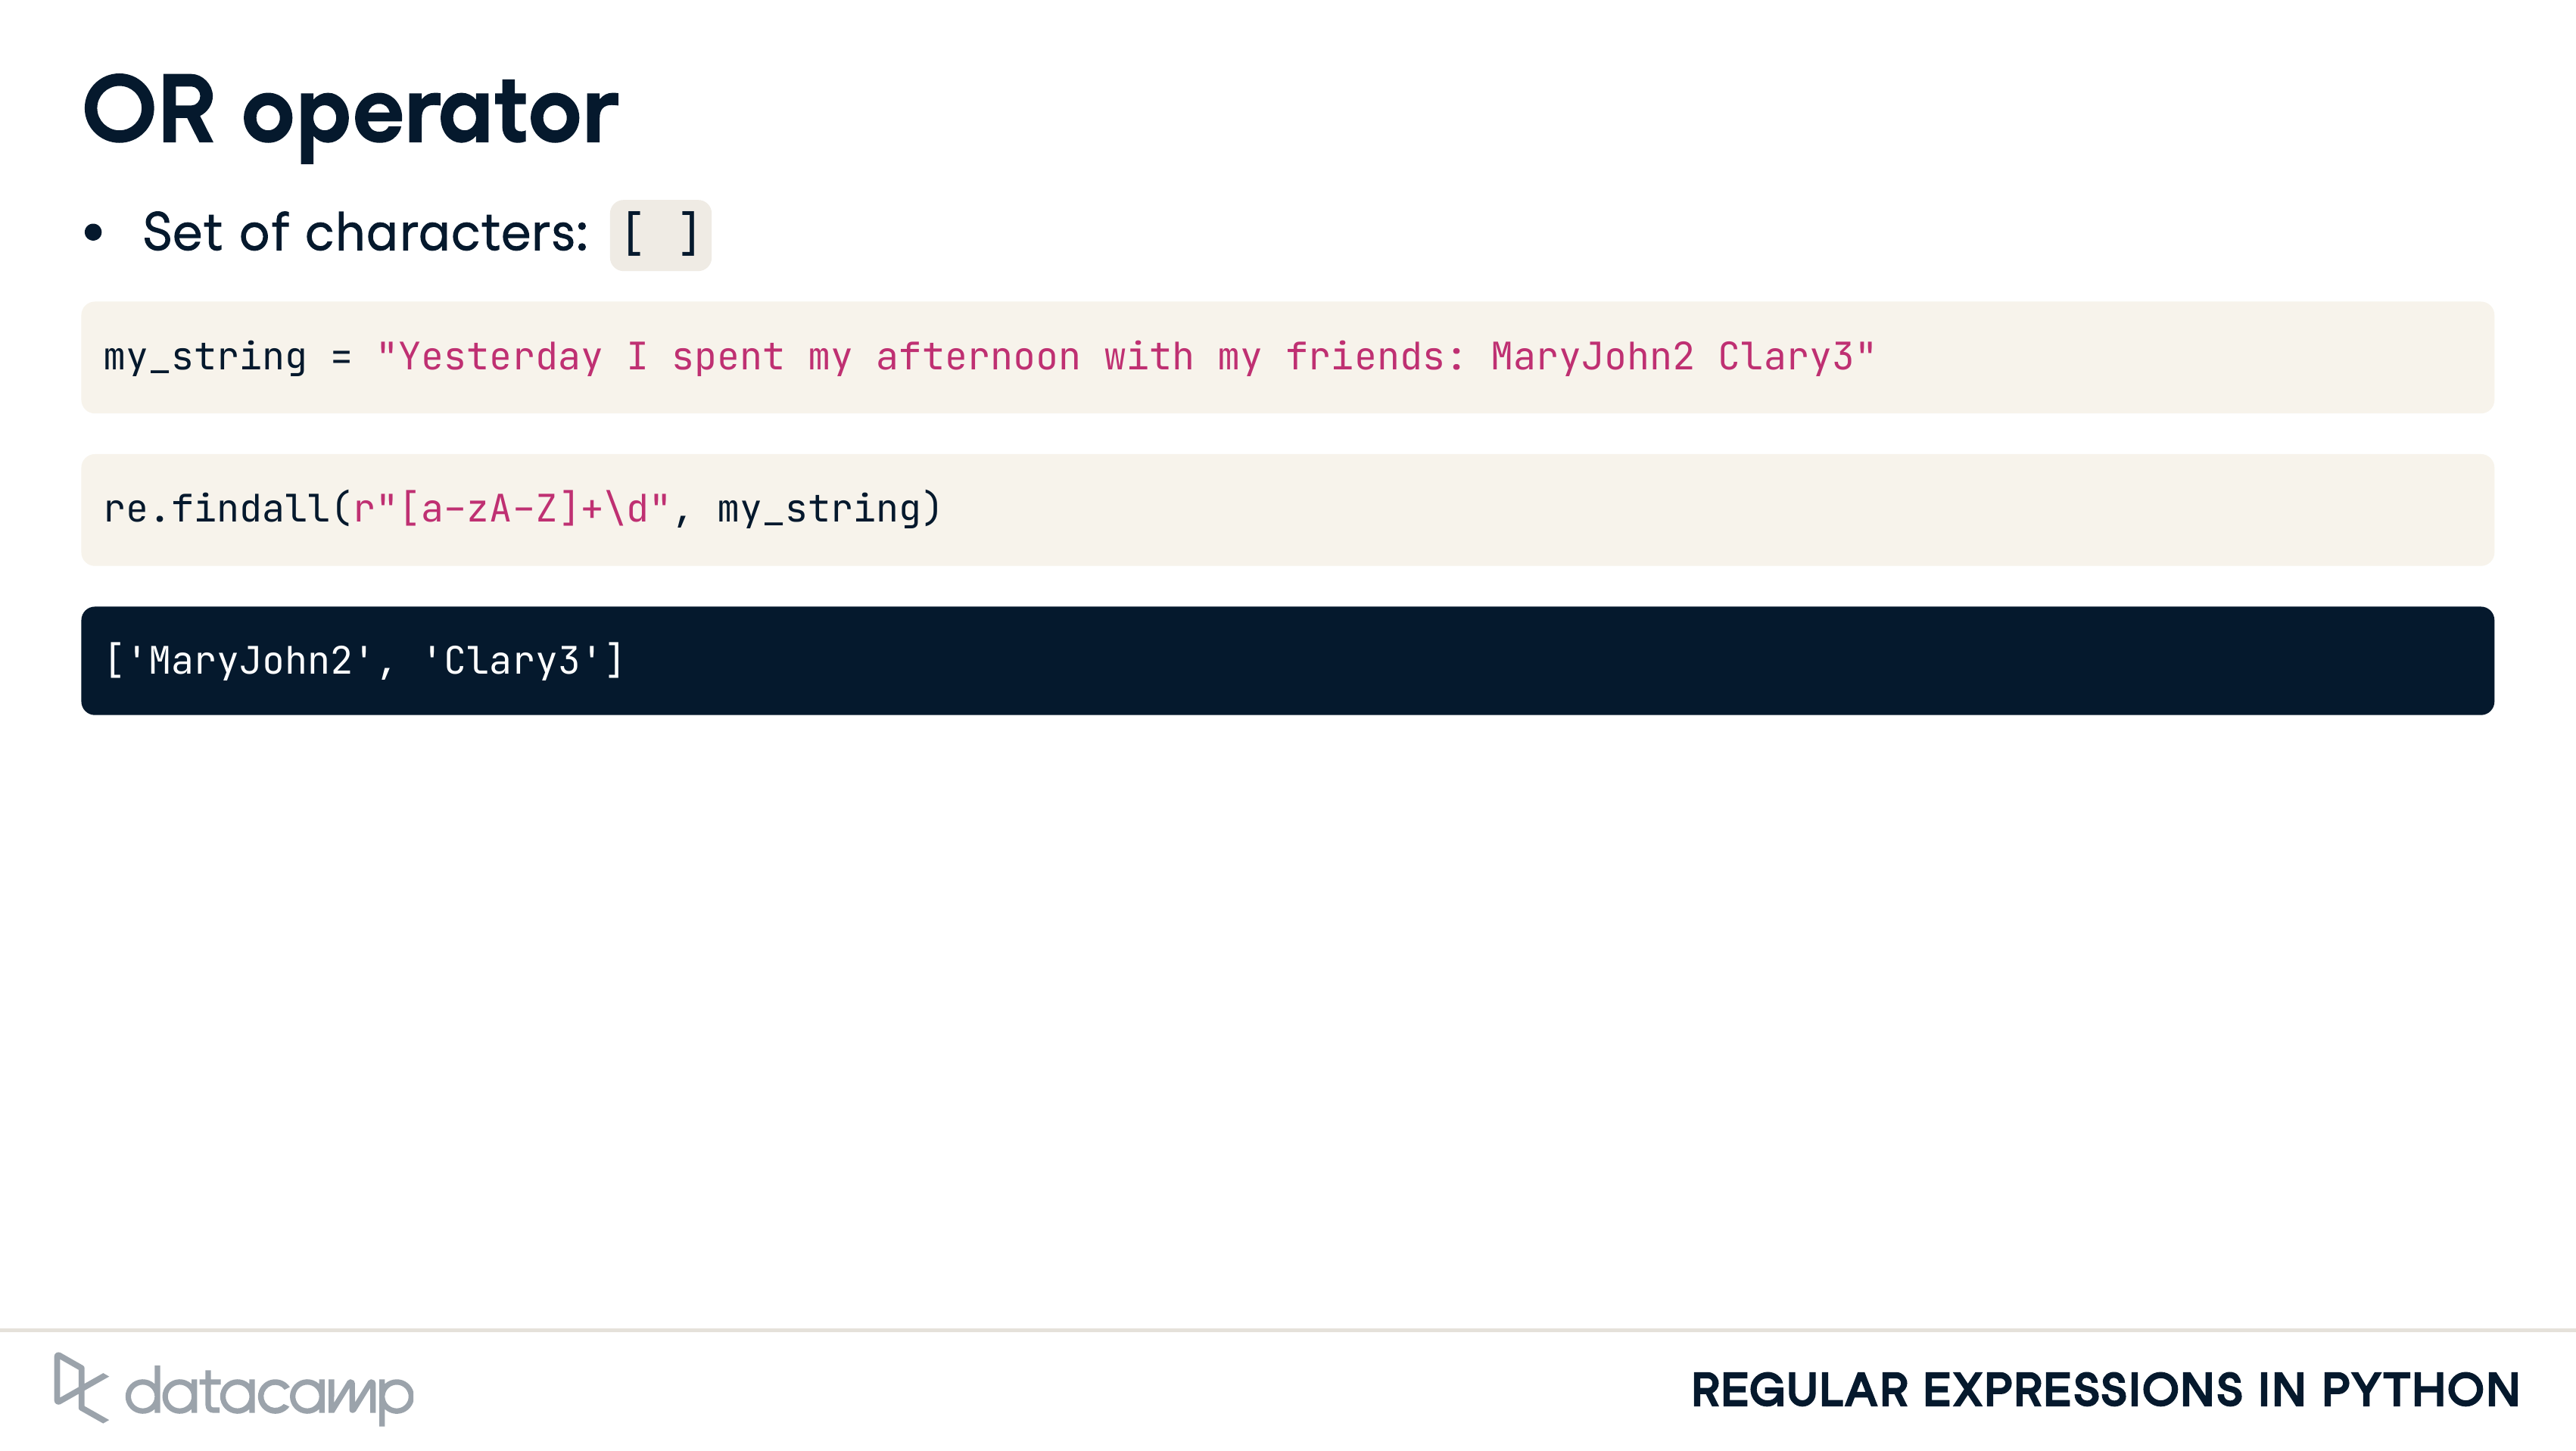 OR operator
• Set of characters: [ ]
my_string = "Yesterday I spent my afternoon with my friends: MaryJohn2 Clary3"
re.findall(r"[a-zA-Z]+\d", my_string)
['MaryJohn2', 'Clary3']
datacamp
REGULAR EXPRESSIONS IN PYTHON